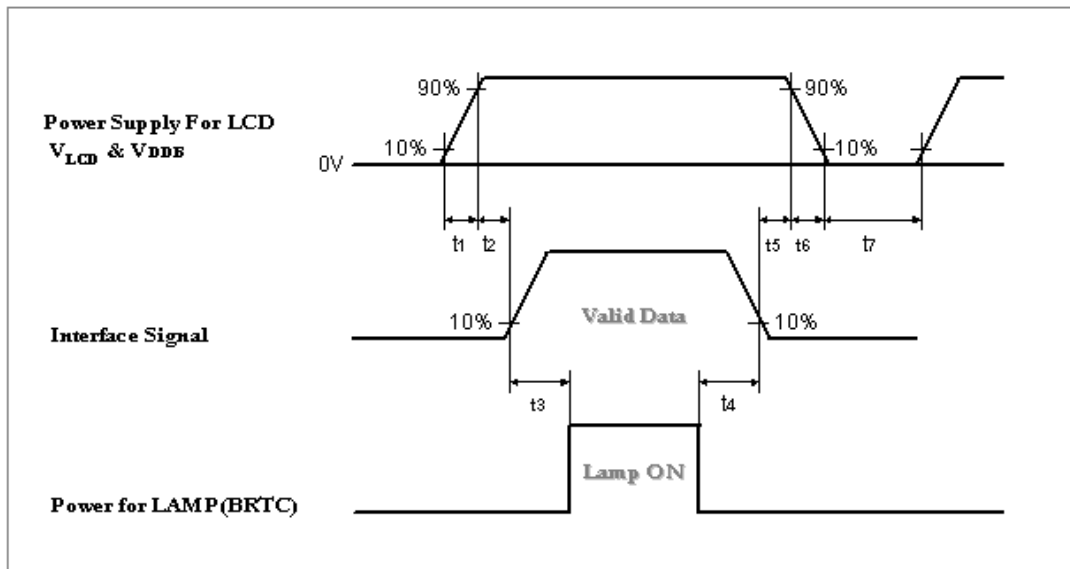 90%
90%
Power Supply For LCD
VLCD & VDDB
10%
10%
0V
t1
t2
t5
t6
t7
Valid Data
10%
10%
Interface Signal
t3
t4
Lamp ON
Power for LAMP(BRTC)